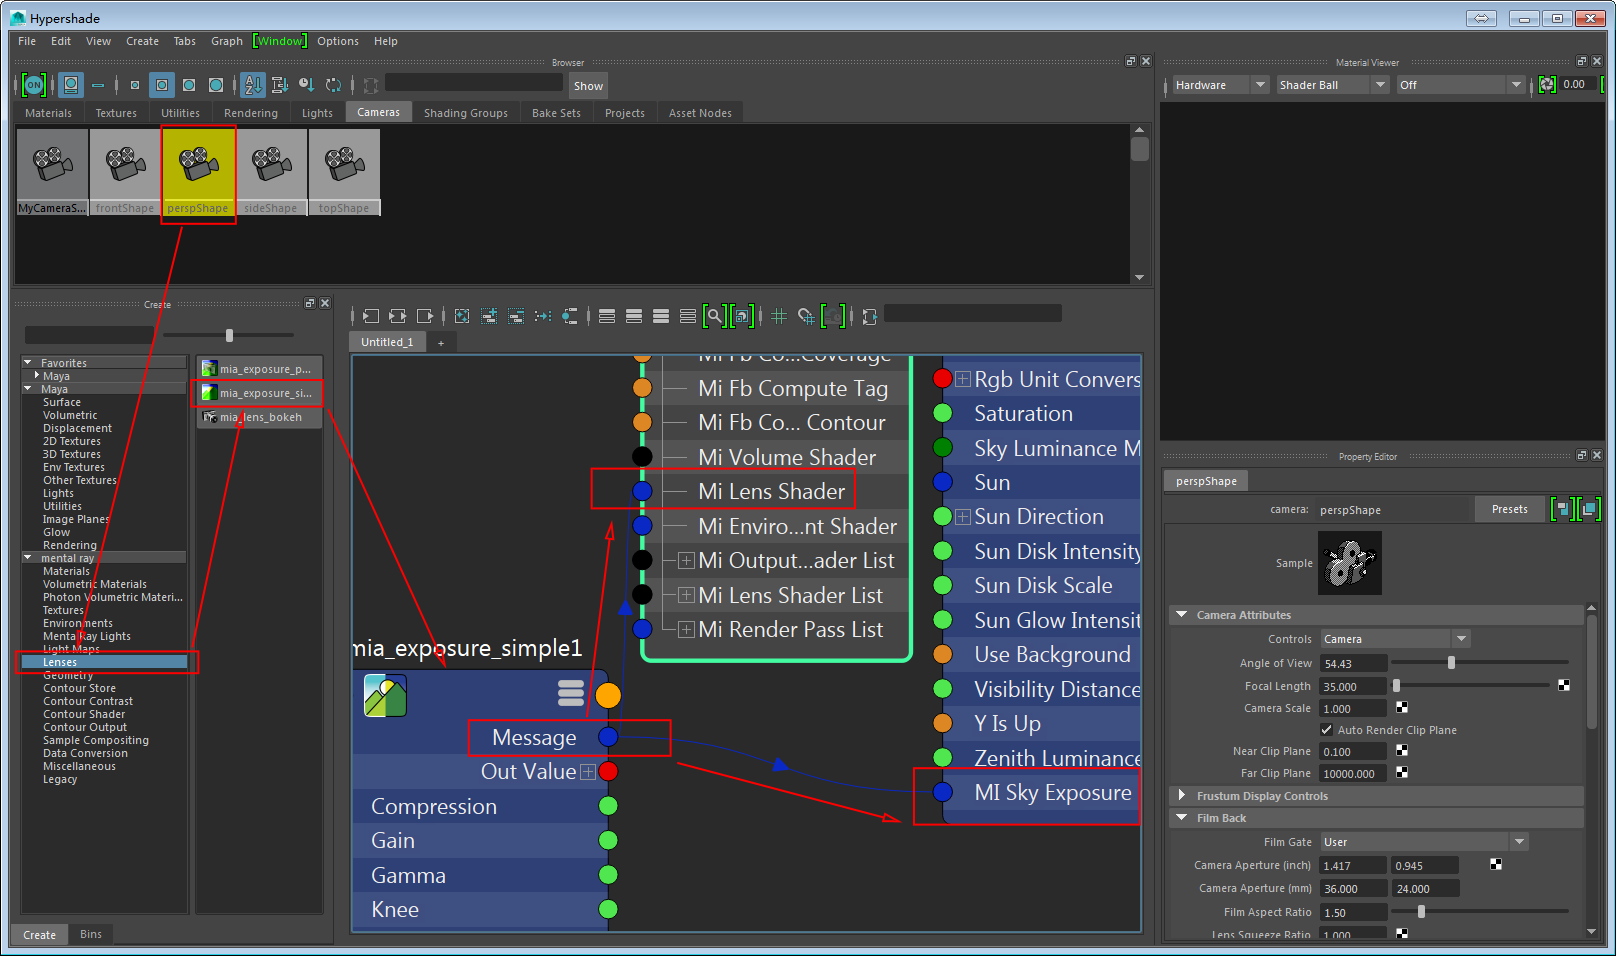 Hypershade
File Edit View Create Tabs Graph [Window] Options Help
Browser
ON
A Z
Show
Materials Textures Utilities Rendering Lights Cameras Shading Groups Bake Sets Projects Asset Nodes
MyCameraS... frontShape perspShape sideShape topShape
Create
Favorites
Maya
Maya
Surface
Volumetric
Displacement
2D Textures
3D Textures
Env Textures
Other Textures
Lights
Utilities
Image Planes
Glow
Rendering
mental ray
Materials
Volumetric Materials
Photon Volumetric Materi...
Textures
Environments
Mental Ray Lights
Light Maps
Lenses
Geometry
Contour Store
Contour Contrast
Contour Shader
Contour Output
Sample Compositing
Data Conversion
Miscellaneous
Legacy
Create Bins
mia_exposure_p...
mia_exposure_si...
mia_lens_bokeh
Untitled_1 +
Mi Fb Co...Coverage
Mi Fb Compute Tag
Mi Fb Co... Contour
Mi Volume Shader
Mi Lens Shader
Mi Enviro...nt Shader
Mi Output...ader List
Mi Lens Shader List
Mi Render Pass List
mia_exposure_simple1
Message
Out Value
Compression
Gain
Gamma
Knee
Rgb Unit Convers
Saturation
Sky Luminance M
Sun
Sun Direction
Sun Disk Intensity
Sun Disk Scale
Sun Glow Intensit
Use Background
Visibility Distance
Y Is Up
Zenith Luminance
MI Sky Exposure
Material Viewer
Hardware Shader Ball Off 0.00
Property Editor
perspShape
camera: perspShape Presets
Sample
Camera Attributes
Controls Camera
Angle of View 54.43
Focal Length 35.000
Camera Scale 1.000
Auto Render Clip Plane
Near Clip Plane 0.100
Far Clip Plane 10000.000
Frustum Display Controls
Film Back
Film Gate User
Camera Aperture (inch) 1.417 0.945
Camera Aperture (mm) 36.000 24.000
Film Aspect Ratio 1.50
Lens Squeeze Ratio 1.000